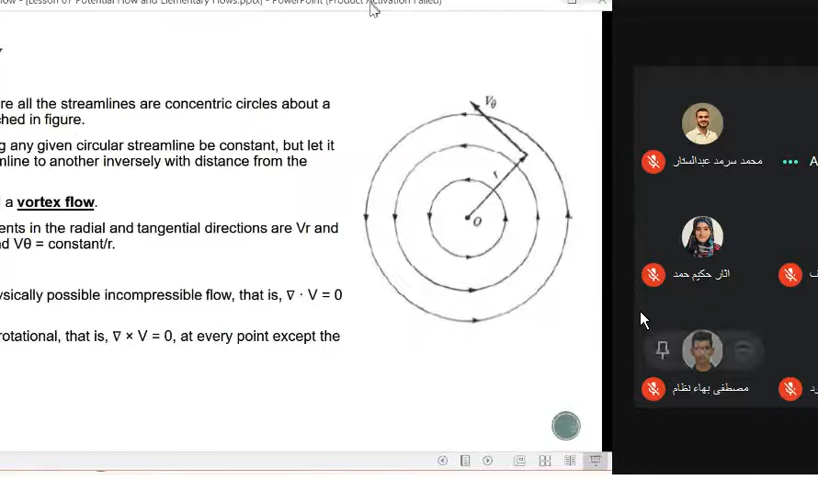 low - [Lesson 07 Potential Flow and Elementary Flows.pptx] - PowerPoint (Product Activation Failed)
re all the streamlines are concentric circles about a
ched in figure.
g any given circular streamline be constant, but let it
mline to another inversely with distance from the
l a vortex flow.
ents in the radial and tangential directions are Vr and
nd Vθ = constant/r.
ysically possible incompressible flow, that is, ∇ · V = 0
rotational, that is, ∇ × V = 0, at every point except the
Vθ
r
O
محمد سرمد عبدالستار
A
اثار حكيم حمد
ف
مصطفى بهاء نظام
رد